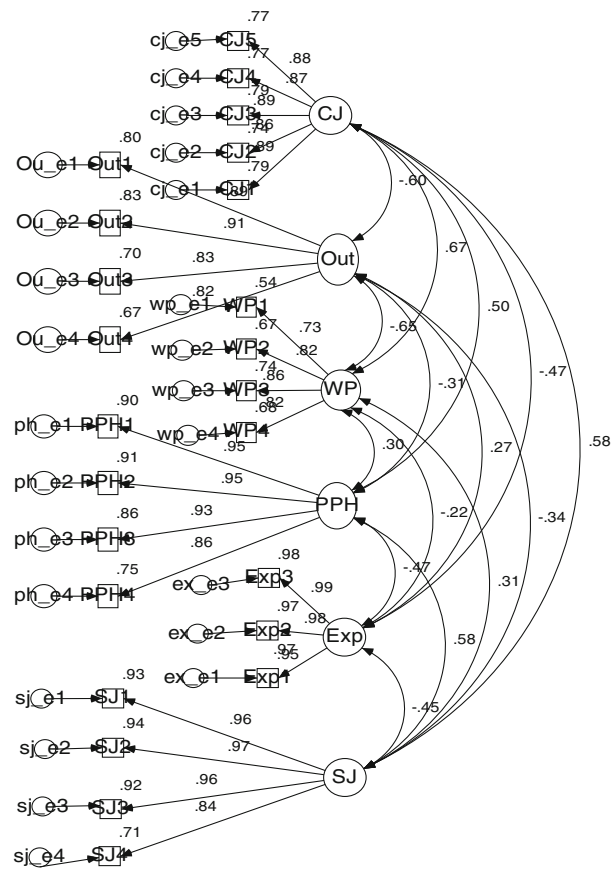 .77
cj_e5 CJ5 .88
.77
cj_e4 CJ4 .87
.79
cj_e3 CJ3 .89 CJ
.74 .86
cj_e2 CJ2 .89
.80 .79
Ou_e1 Out1 cj_e1 CJ1 .89 -.60
.83
Ou_e2 Out2 .91
.67
.70 .83 Out
Ou_e3 Out3 .54 .50
.82
wp_e1 WP1
.67 .67 .73 -.65
Ou_e4 Out4 wp_e2 WP2 .82
.74 -.47
wp_e3 WP3 .86 WP -.31
.68 .82
.90
ph_e1 PPH1 wp_e4 WP4 .30 .27 .58
.95
.91 .95
ph_e2 PPH2 PPH
.86 .93 -.22 -.34
ph_e3 PPH3
.75 .86 .98 -.47
ph_e4 PPH4 ex_e3 Exp3 .99 .31
.97 .98
ex_e2 Exp2 Exp .58
.97 .95
.93 ex_e1 Exp1
sj_e1 SJ1
.94 .96 -.45
sj_e2 SJ2 .97
.92 .96 SJ
sj_e3 SJ3 .84
.71
sj_e4 SJ4